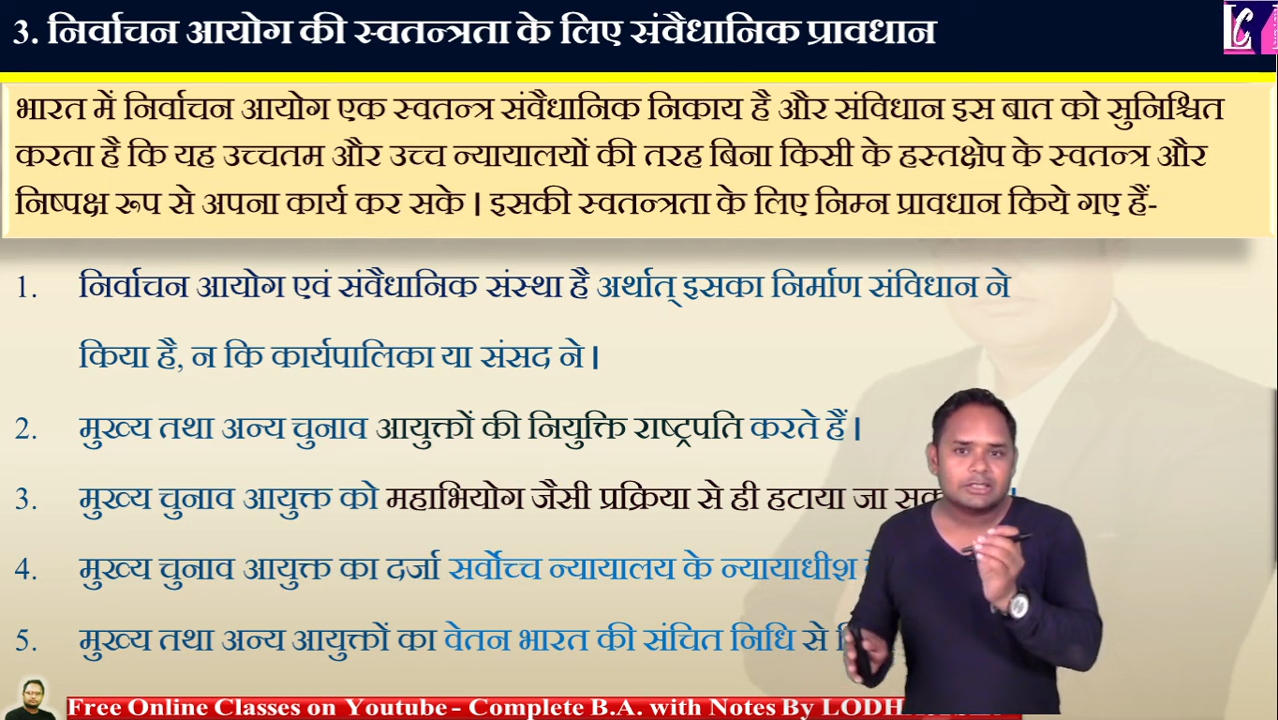 3. निर्वाचन आयोग की स्वतन्त्रता के लिए संवैधानिक प्रावधान
LC
भारत में निर्वाचन आयोग एक स्वतन्त्र संवैधानिक निकाय है और संविधान इस बात को सुनिश्चित
करता है कि यह उच्चतम और उच्च न्यायालयों की तरह बिना किसी के हस्तक्षेप के स्वतन्त्र और
निष्पक्ष रूप से अपना कार्य कर सके । इसकी स्वतन्त्रता के लिए निम्न प्रावधान किये गए हैं-
1. निर्वाचन आयोग एवं संवैधानिक संस्था है अर्थात् इसका निर्माण संविधान ने
किया है, न कि कार्यपालिका या संसद ने ।
2. मुख्य तथा अन्य चुनाव आयुक्तों की नियुक्ति राष्ट्रपति करते हैं ।
3. मुख्य चुनाव आयुक्त को महाभियोग जैसी प्रक्रिया से ही हटाया जा
4. मुख्य चुनाव आयुक्त का दर्जा सर्वोच्च न्यायालय के न्यायाधीश
5. मुख्य तथा अन्य आयुक्तों का वेतन भारत की संचित निधि से
Free Online Classes on Youtube - Complete B.A. with Notes By